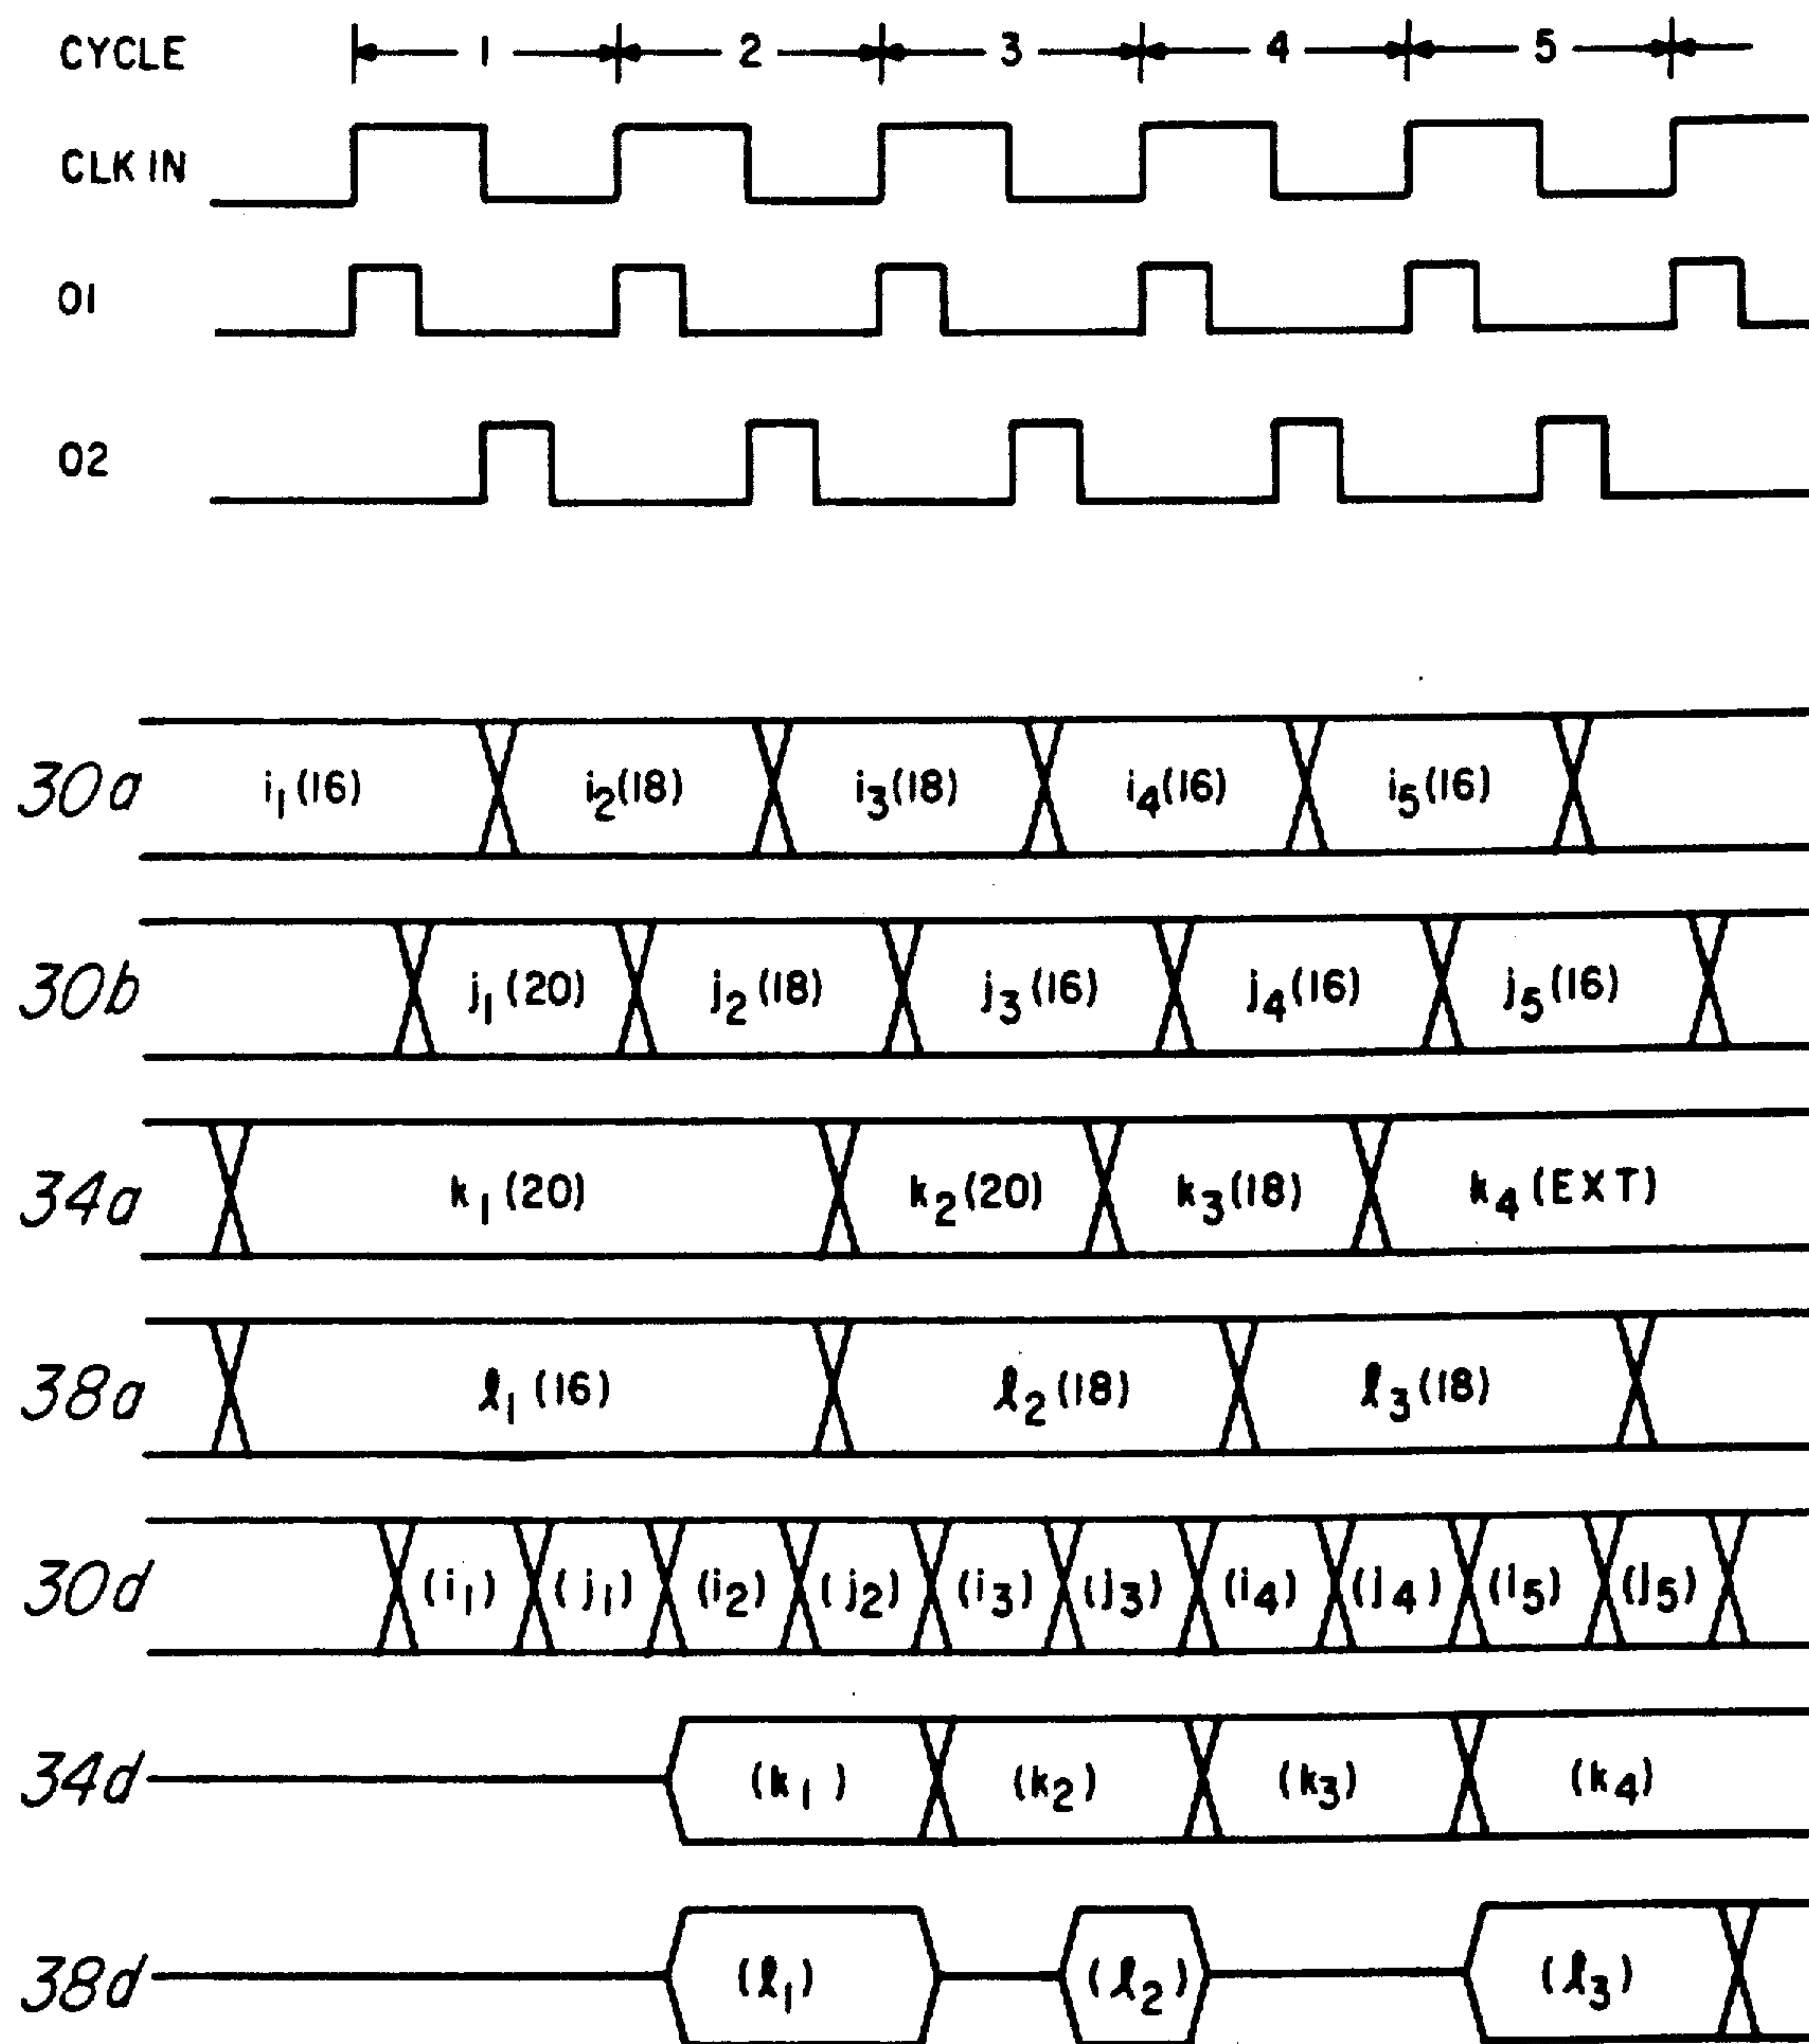 CYCLE 1 2 3 4 5
CLK IN
01
02
30a i₁(16) i₂(18) i₃(18) i₄(16) i₅(16)
30b j₁(20) j₂(18) j₃(16) j₄(16) j₅(16)
34a k₁(20) k₂(20) k₃(18) k₄(EXT)
38a ℓ₁(16) ℓ₂(18) ℓ₃(18)
30d (i₁) (j₁) (i₂) (j₂) (i₃) (j₃) (i₄) (j₄) (i₅) (j₅)
34d (k₁) (k₂) (k₃) (k₄)
38d (ℓ₁) (ℓ₂) (ℓ₃)